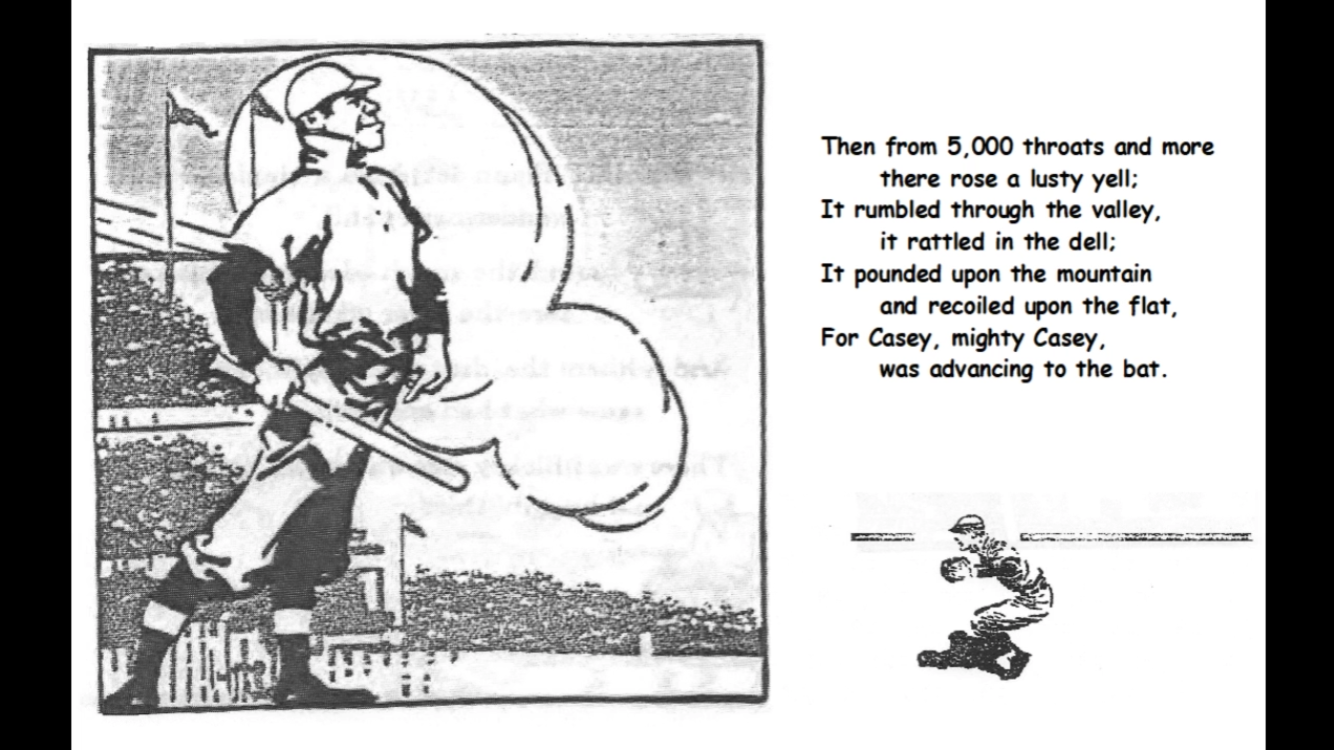 Then from 5,000 throats and more
there rose a lusty yell;
It rumbled through the valley,
it rattled in the dell;
It pounded upon the mountain
and recoiled upon the flat,
For Casey, mighty Casey,
was advancing to the bat.